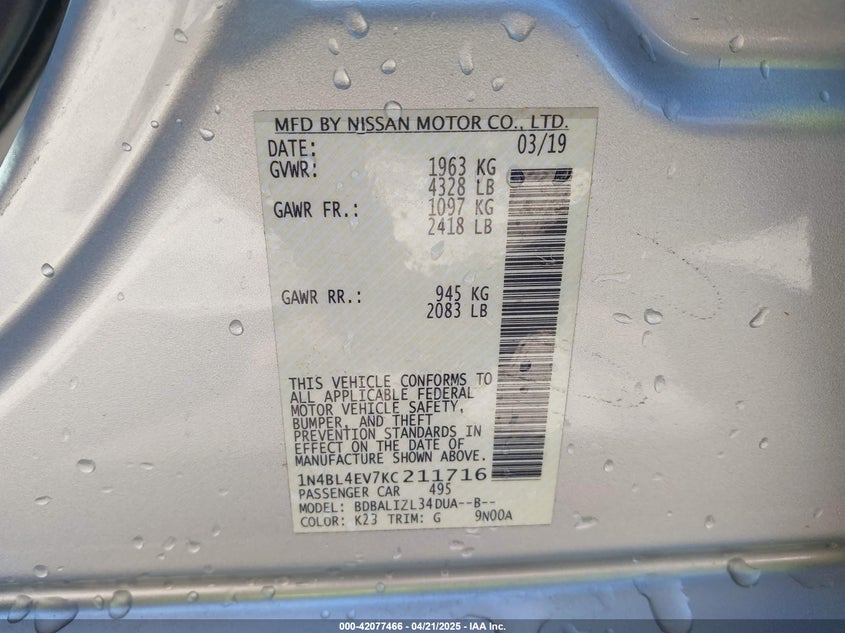 MFD BY NISSAN MOTOR CO., LTD.
DATE: 03/19
GVWR: 1963 KG
4328 LB
GAWR FR.: 1097 KG
2418 LB
GAWR RR.: 945 KG
2083 LB
THIS VEHICLE CONFORMS TO
ALL APPLICABLE FEDERAL
MOTOR VEHICLE SAFETY,
BUMPER, AND THEFT
PREVENTION STANDARDS IN
EFFECT ON THE DATE OF
MANUFACTURE SHOWN ABOVE.
1N4BL4EV7KC211716
PASSENGER CAR 495
MODEL: BDBALIZL34DUA--B--
COLOR: K23 TRIM: G 9N00A
000-42077466 - 04/21/2025 - IAA Inc.